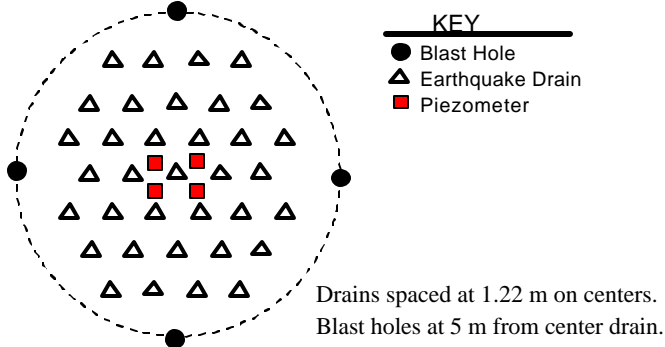 KEY
Blast Hole
Earthquake Drain
Piezometer
Drains spaced at 1.22 m on centers.
Blast holes at 5 m from center drain.